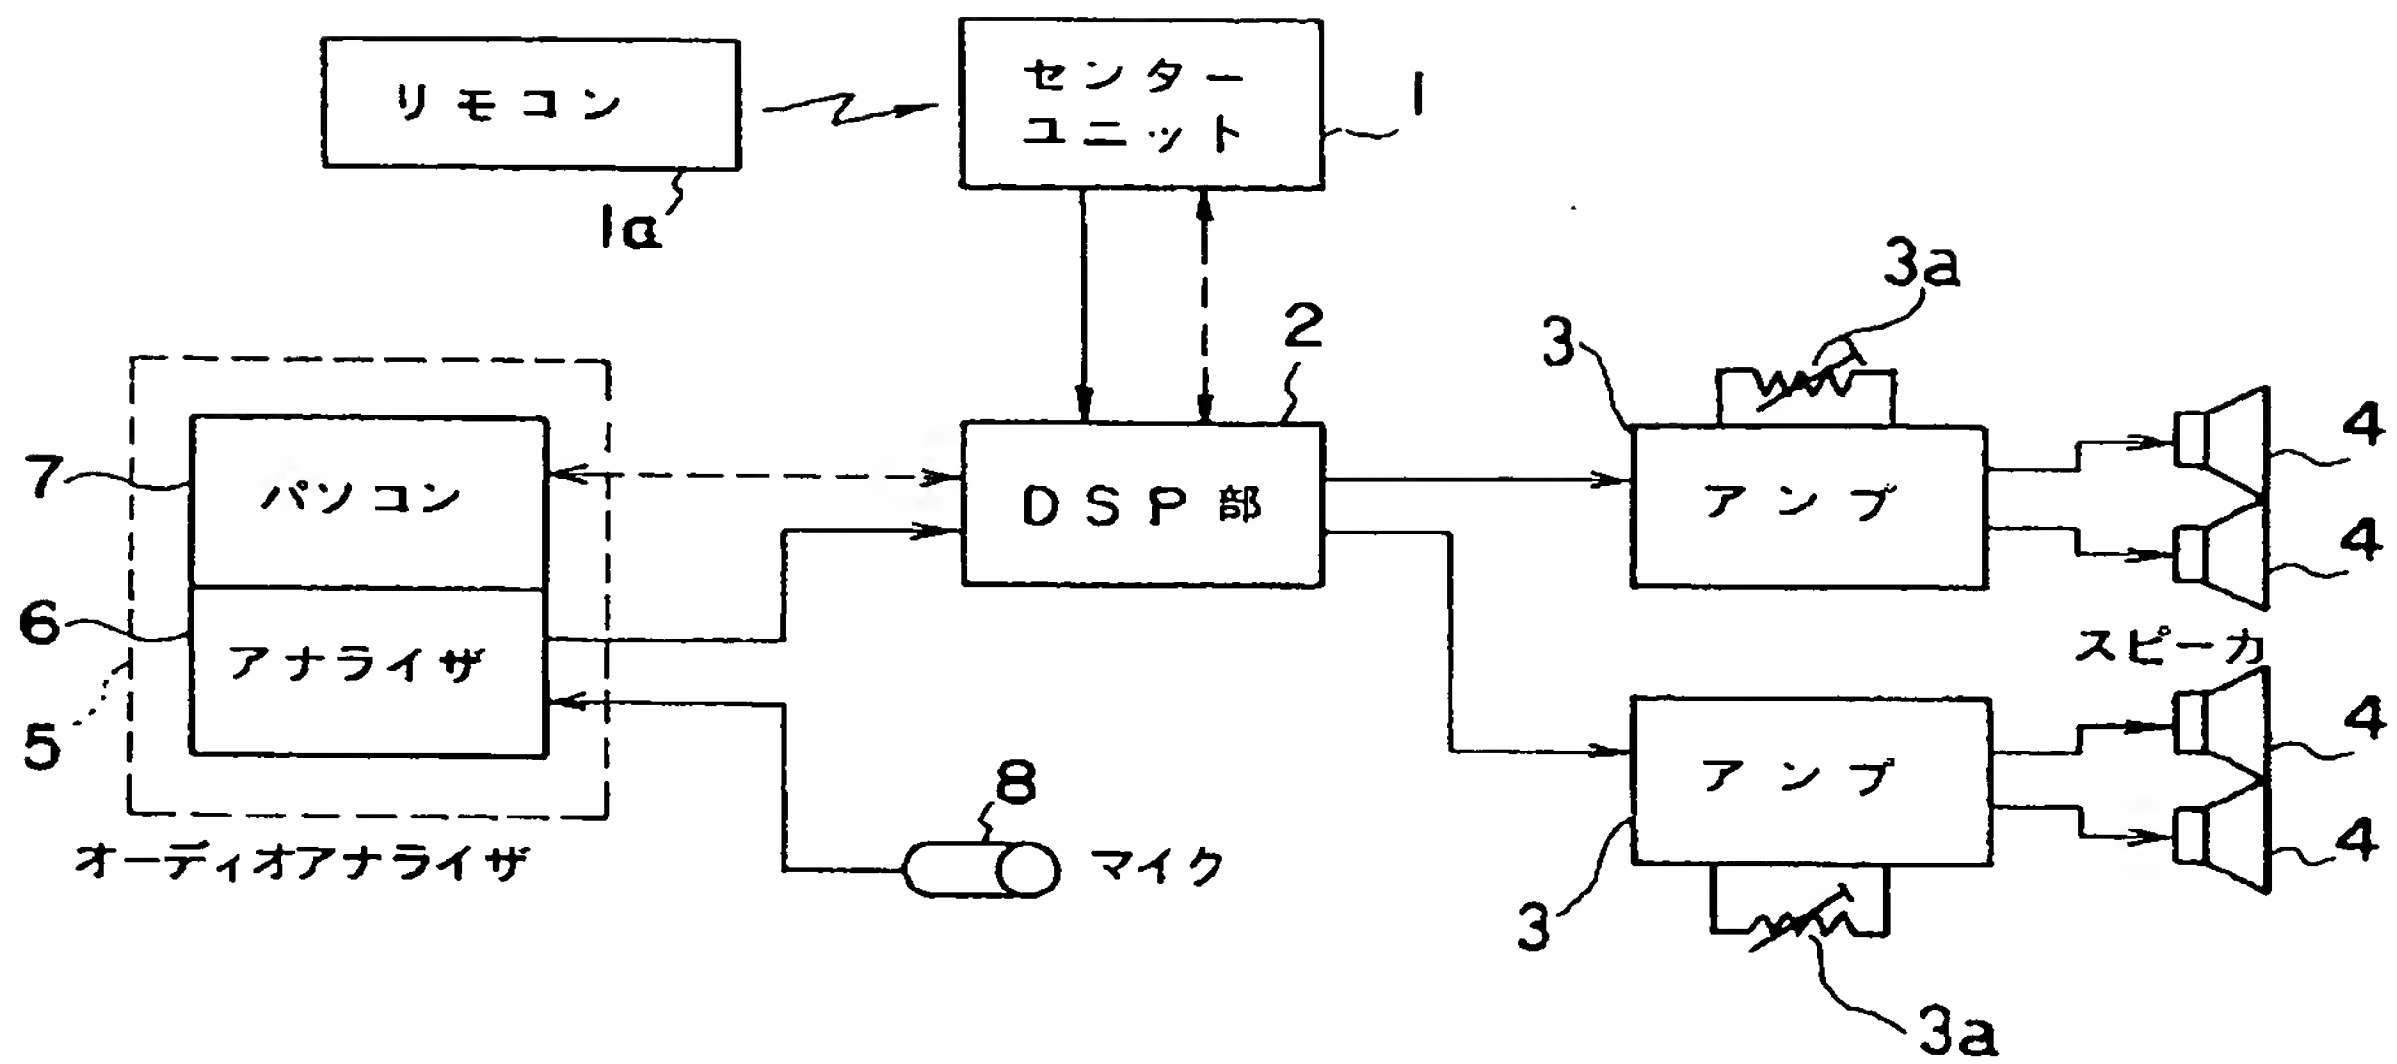 リモコン
1a
センター
ユニット
1
2
DSP部
3
3a
アンプ
4
4
スピーカ
7
パソコン
6
アナライザ
5
オーディオアナライザ
8
マイク
アンプ
3
3a
4
4